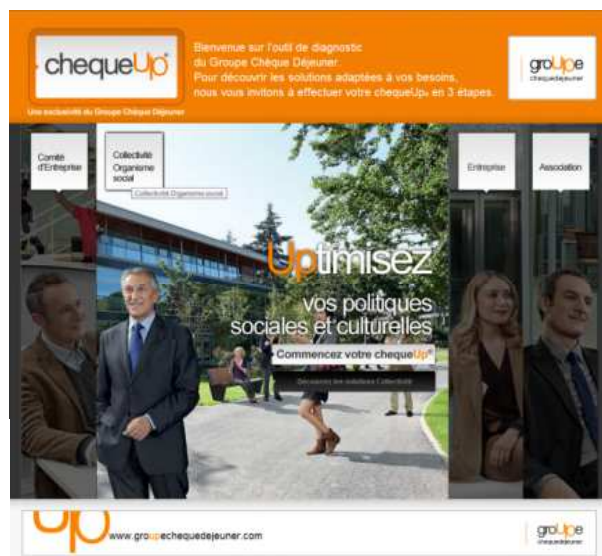 chequeUp®
Bienvenue sur l'outil de diagnostic
du Groupe Chèque Déjeuner.
Pour découvrir les solutions adaptées à vos besoins,
nous vous invitons à effectuer votre chequeUp® en 3 étapes.
groUpe
chequedejeuner
Une exclusivité du Groupe Chèque Déjeuner
Comité
d'Entreprise
Collectivité
Organisme
social
Collectivité Organisme social
Entreprise
Association
Uptimisez
vos politiques
sociales et culturelles
Commencez votre chequeUp®
Découvrez les solutions Collectivité
up
www.groupechequedejeuner.com
groUpe
chequedejeuner